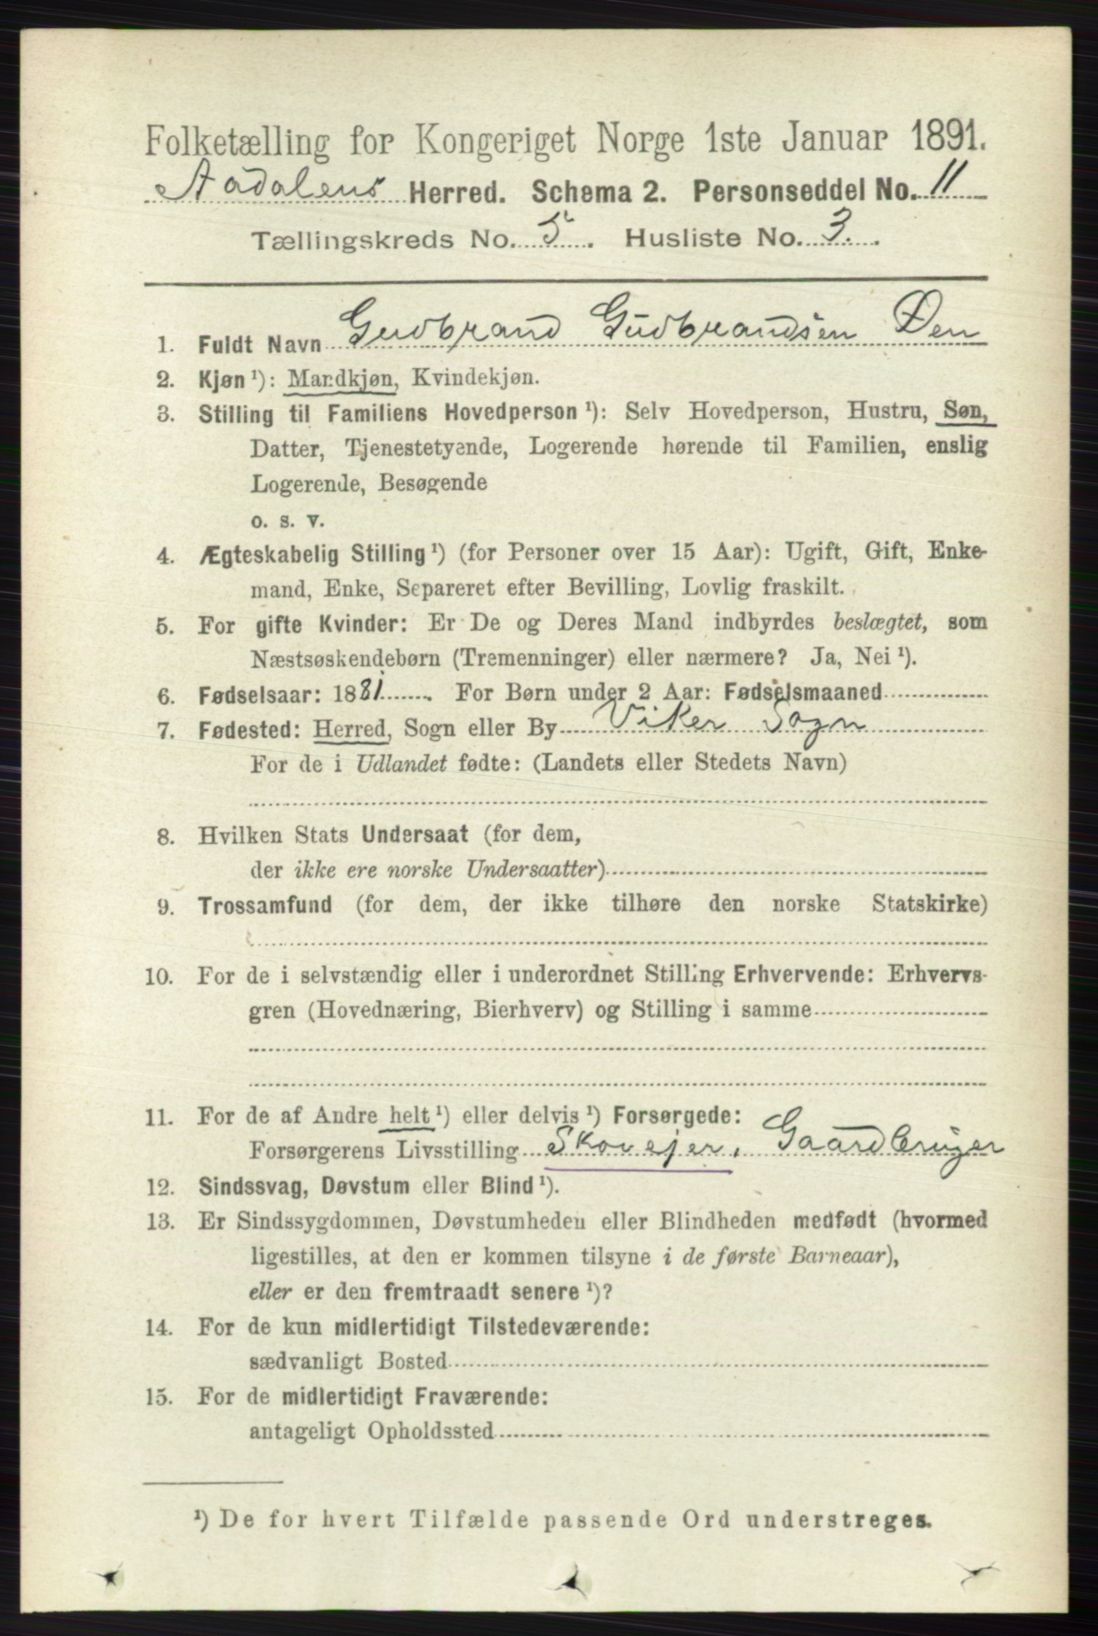 Folketælling for Kongeriget Norge 1ste Januar 1891.
Aadalens Herred. Schema 2. Personseddel No. 11
Tællingskreds No. 5. Husliste No. 3.
1. Fuldt Navn Gudbrand Gudbrandsen Øen
2. Kjøn ¹): Mandkjøn, Kvindekjøn.
3. Stilling til Familiens Hovedperson ¹): Selv Hovedperson, Hustru, Søn,
Datter, Tjenestetyende, Logerende hørende til Familien, enslig
Logerende, Besøgende
o. s. v.
4. Ægteskabelig Stilling ¹) (for Personer over 15 Aar): Ugift, Gift, Enke-
mand, Enke, Separeret efter Bevilling, Lovlig fraskilt.
5. For gifte Kvinder: Er De og Deres Mand indbyrdes beslægtet, som
Næstsøskendebørn (Tremenninger) eller nærmere? Ja, Nei ¹).
6. Fødselsaar: 1881. For Børn under 2 Aar: Fødselsmaaned
7. Fødested: Herred, Sogn eller By Viker Sogn
For de i Udlandet fødte: (Landets eller Stedets Navn)
8. Hvilken Stats Undersaat (for dem,
der ikke ere norske Undersaatter)
9. Trossamfund (for dem, der ikke tilhøre den norske Statskirke)
10. For de i selvstændig eller i underordnet Stilling Erhvervende: Erhvervs-
gren (Hovednæring, Bierhverv) og Stilling i samme
11. For de af Andre helt ¹) eller delvis ¹) Forsørgede:
Forsørgerens Livsstilling Skovejer, Gaardbruger
12. Sindssvag, Døvstum eller Blind ¹).
13. Er Sindssygdommen, Døvstumheden eller Blindheden medfødt (hvormed
ligestilles, at den er kommen tilsyne i de første Barneaar),
eller er den fremtraadt senere ¹)?
14. For de kun midlertidigt Tilstedeværende:
sædvanligt Bosted
15. For de midlertidigt Fraværende:
antageligt Opholdssted
¹) De for hvert Tilfælde passende Ord understreges.